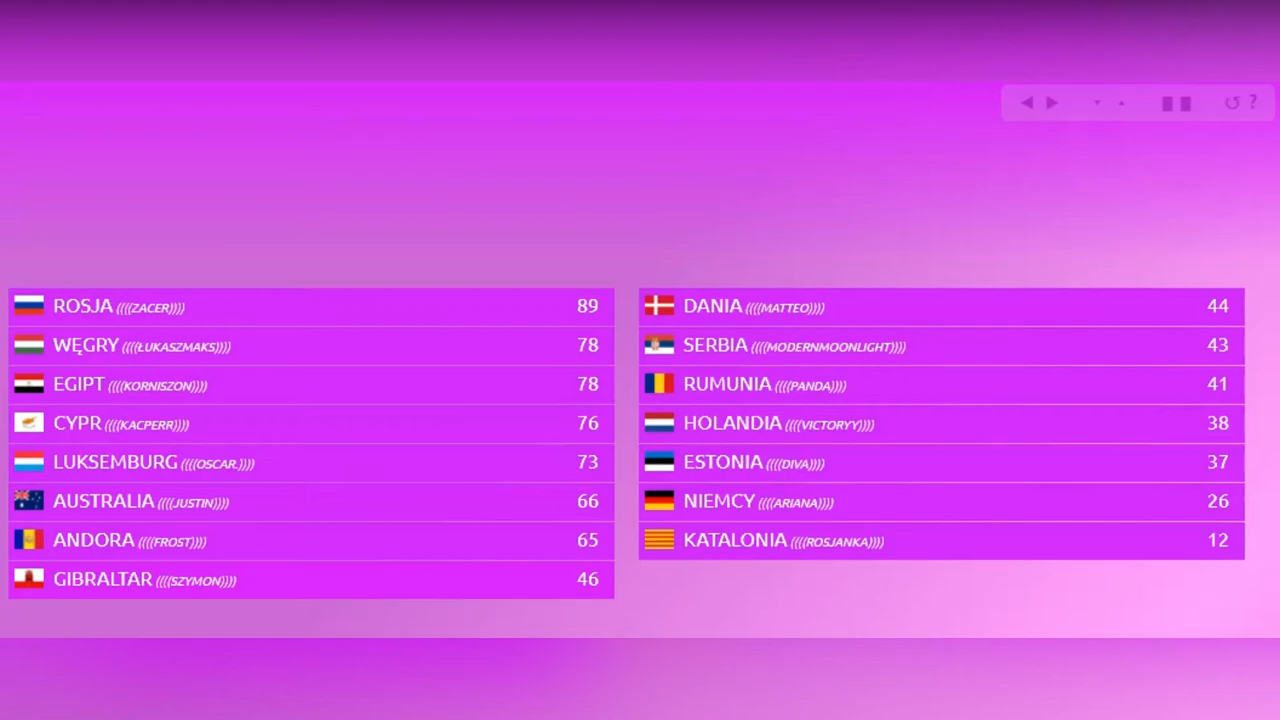 ?
ROSJA ((((ZACER)))) 89
WĘGRY ((((ŁUKASZMAKS)))) 78
EGIPT ((((KORNISZON)))) 78
CYPR ((((KACPERR)))) 76
LUKSEMBURG ((((OSCAR.)))) 73
AUSTRALIA ((((JUSTIN)))) 66
ANDORA ((((FROST)))) 65
GIBRALTAR ((((SZYMON)))) 46
DANIA ((((MATTEO)))) 44
SERBIA ((((MODERNMOONLIGHT)))) 43
RUMUNIA ((((PANDA)))) 41
HOLANDIA ((((VICTORYY)))) 38
ESTONIA ((((DIVA)))) 37
NIEMCY ((((ARIANA)))) 26
KATALONIA ((((ROSJANKA)))) 12